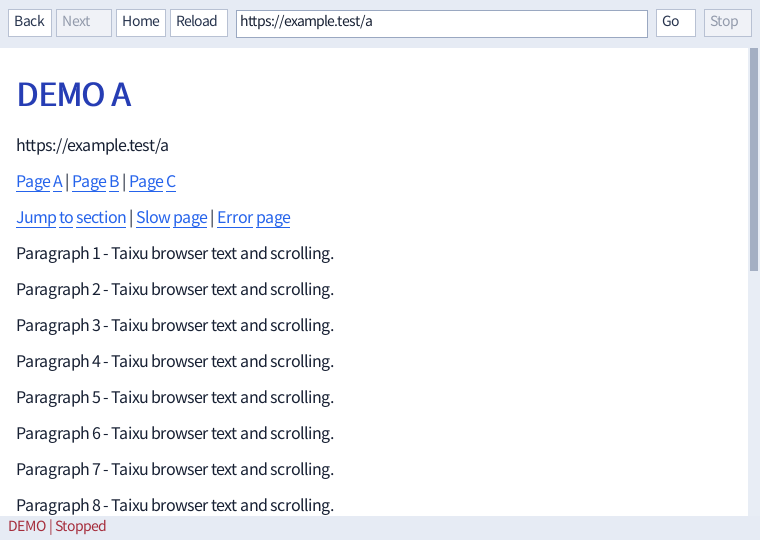 Back Next Home Reload https://example.test/a Go Stop
DEMO A
https://example.test/a
Page A | Page B | Page C
Jump to section | Slow page | Error page
Paragraph 1 - Taixu browser text and scrolling.
Paragraph 2 - Taixu browser text and scrolling.
Paragraph 3 - Taixu browser text and scrolling.
Paragraph 4 - Taixu browser text and scrolling.
Paragraph 5 - Taixu browser text and scrolling.
Paragraph 6 - Taixu browser text and scrolling.
Paragraph 7 - Taixu browser text and scrolling.
Paragraph 8 - Taixu browser text and scrolling.
DEMO | Stopped